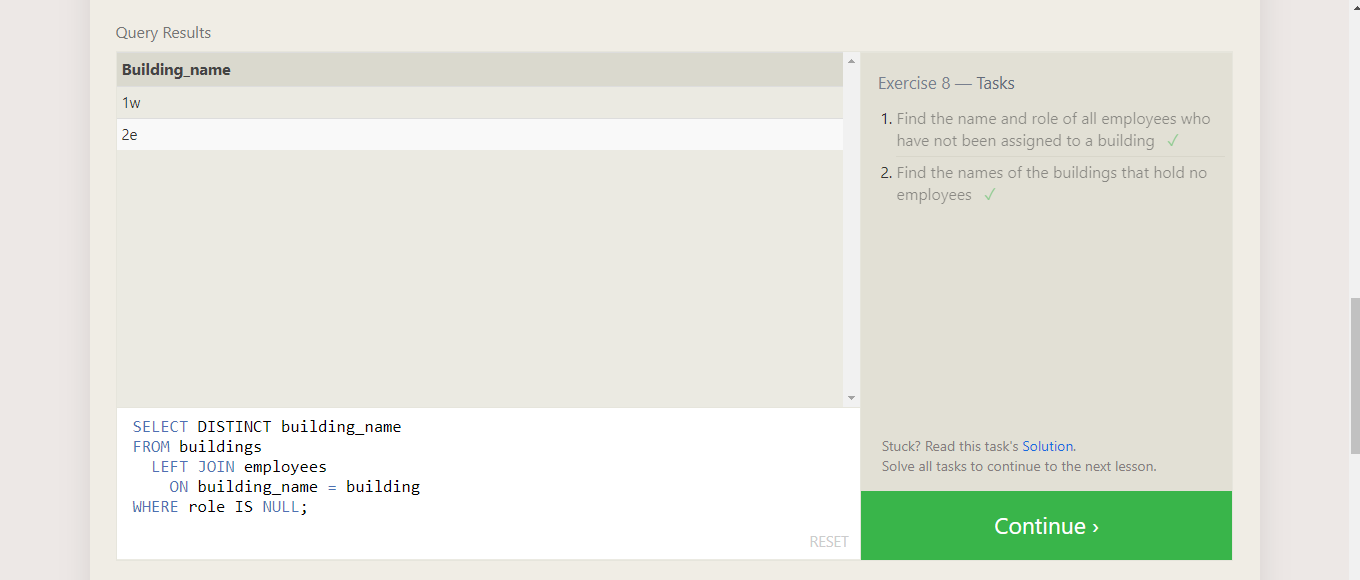 Query Results
Building_name
1w
2e
SELECT DISTINCT building_name
FROM buildings
  LEFT JOIN employees
    ON building_name = building
WHERE role IS NULL;
RESET
Exercise 8 — Tasks
1. Find the name and role of all employees who
have not been assigned to a building ✓
2. Find the names of the buildings that hold no
employees ✓
Stuck? Read this task's Solution.
Solve all tasks to continue to the next lesson.
Continue ›